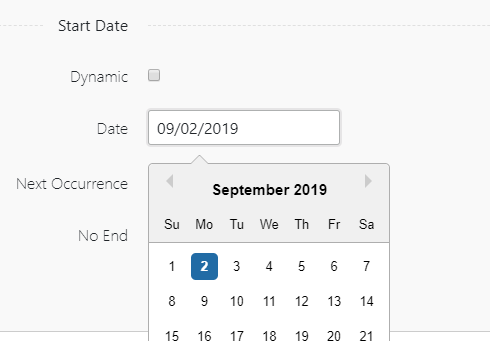 Start Date
Dynamic
Date 09/02/2019
Next Occurrence
September 2019
No End
Su Mo Tu We Th Fr Sa
1 2 3 4 5 6 7
8 9 10 11 12 13 14
15 16 17 18 19 20 21